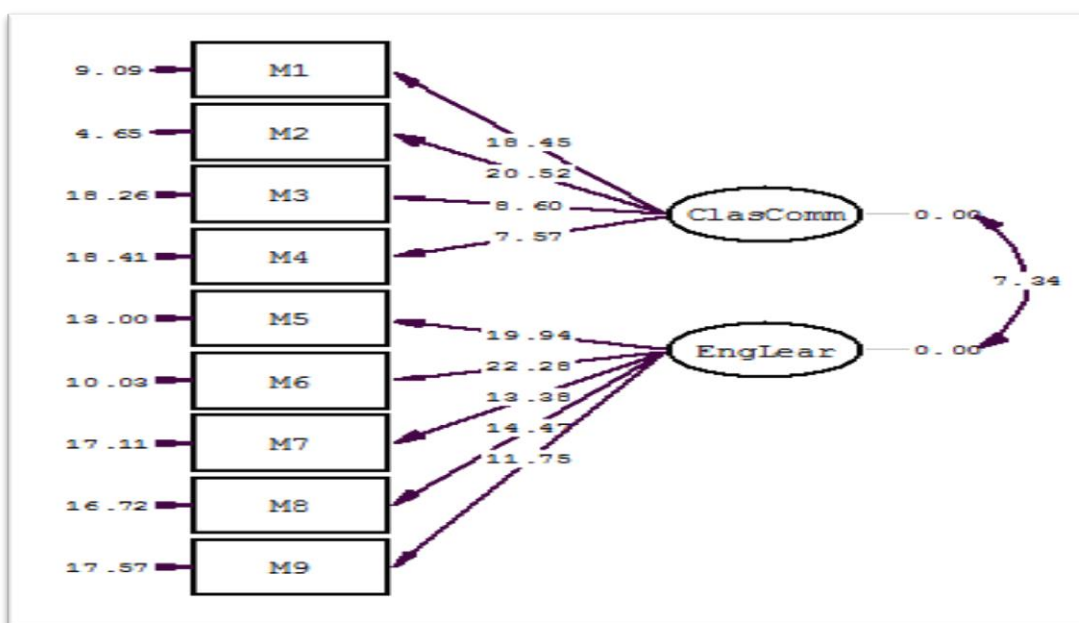 9.09 M1
18.45
4.65 M2
20.52
18.26 M3
8.60
ClasComm 0.00
7.57
18.41 M4
7.34
13.00 M5
19.94
EngLear 0.00
22.28
10.03 M6
13.38
14.47
17.11 M7
11.75
16.72 M8
17.57 M9